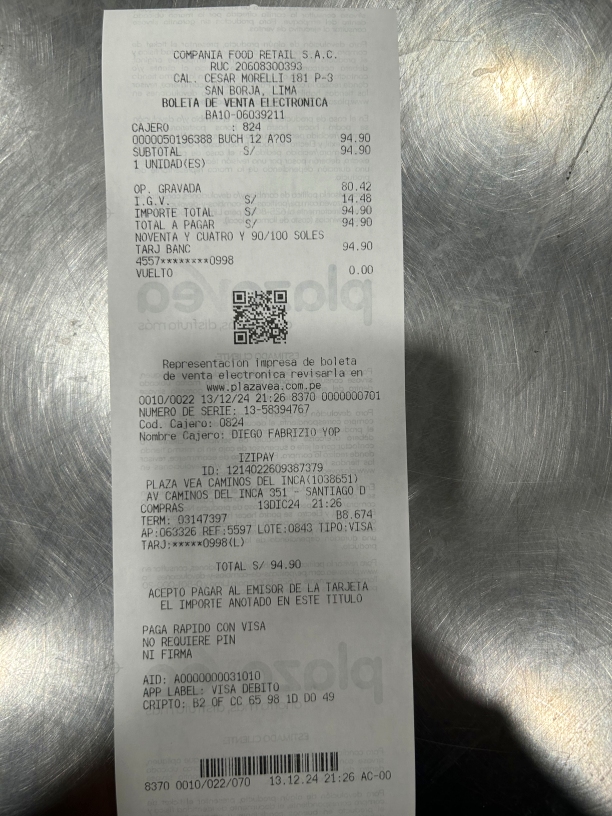 COMPANIA FOOD RETAIL S.A.C.
RUC 20608300393
CAL. CESAR MORELLI 181 P-3
SAN BORJA, LIMA
BOLETA DE VENTA ELECTRONICA
BA10-06039211
CAJERO : 824
0000050196388 BUCH 12 A?OS 94.90
SUBTOTAL S/ 94.90
1 UNIDAD(ES)
OP. GRAVADA 80.42
I.G.V. S/ 14.48
IMPORTE TOTAL S/ 94.90
TOTAL A PAGAR S/ 94.90
NOVENTA Y CUATRO Y 90/100 SOLES
TARJ BANC 94.90
4557********0998
VUELTO 0.00
Representacion impresa de boleta
de venta electronica revisarla en
www.plazavea.com.pe
0010/0022 13/12/24 21:26 8370 0000000701
NUMERO DE SERIE: 13-58394767
Cod. Cajero: 0824
Nombre Cajero: DIEGO FABRIZIO YOP
IZIPAY
ID: 1214022609387379
PLAZA VEA CAMINOS DEL INCA(1038651)
AV CAMINOS DEL INCA 351 - SANTIAGO D
COMPRAS 13DIC24 21:26
TERM: 03147397 B8.674
AP:063326 REF:5597 LOTE:0843 TIPO:VISA
TARJ:*****0998(L)
TOTAL S/ 94.90
ACEPTO PAGAR AL EMISOR DE LA TARJETA
EL IMPORTE ANOTADO EN ESTE TITULO
PAGA RAPIDO CON VISA
NO REQUIERE PIN
NI FIRMA
AID: A0000000031010
APP LABEL: VISA DEBITO
CRIPTO: B2 0F CC 65 98 1D D0 49
8370 0010/022/070 13.12.24 21:26 AC-00